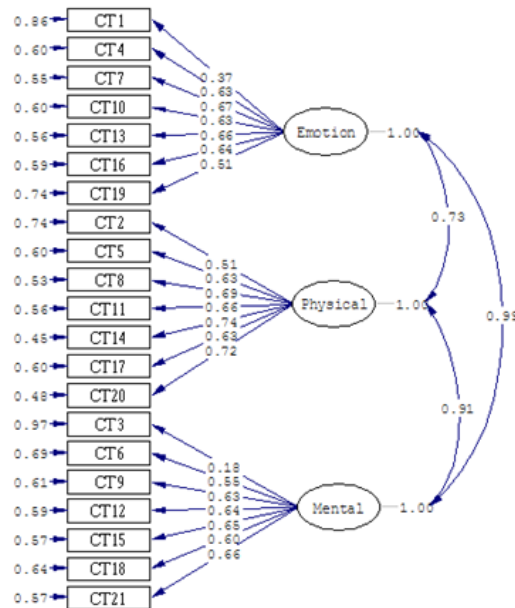 0.86 CT1
0.60 CT4
0.37
0.55 CT7
0.63
0.67
0.60 CT10
0.63
0.56 CT13
0.66
Emotion 1.00
0.59 CT16
0.64
0.51
0.74 CT19
0.74 CT2
0.73
0.60 CT5
0.51
0.63
0.53 CT8
0.69
0.56 CT11
0.66
Physical 1.00
0.74
0.45 CT14
0.63
0.99
0.60 CT17
0.72
0.48 CT20
0.91
0.97 CT3
0.69 CT6
0.18
0.55
0.61 CT9
0.63
0.59 CT12
0.64
Mental 1.00
0.65
0.57 CT15
0.60
0.64 CT18
0.66
0.57 CT21